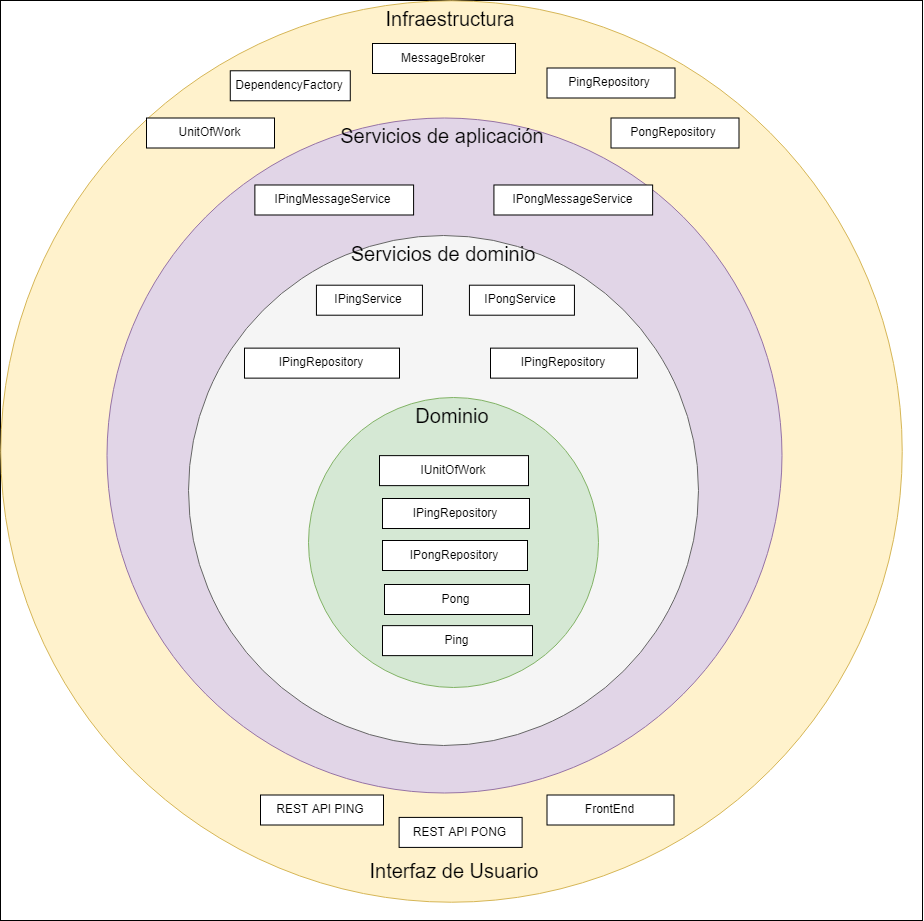 Infraestructura
MessageBroker
DependencyFactory
PingRepository
UnitOfWork
PongRepository
Servicios de aplicación
IPingMessageService
IPongMessageService
Servicios de dominio
IPingService
IPongService
IPingRepository
IPingRepository
Dominio
IUnitOfWork
IPingRepository
IPongRepository
Pong
Ping
REST API PING
FrontEnd
REST API PONG
Interfaz de Usuario